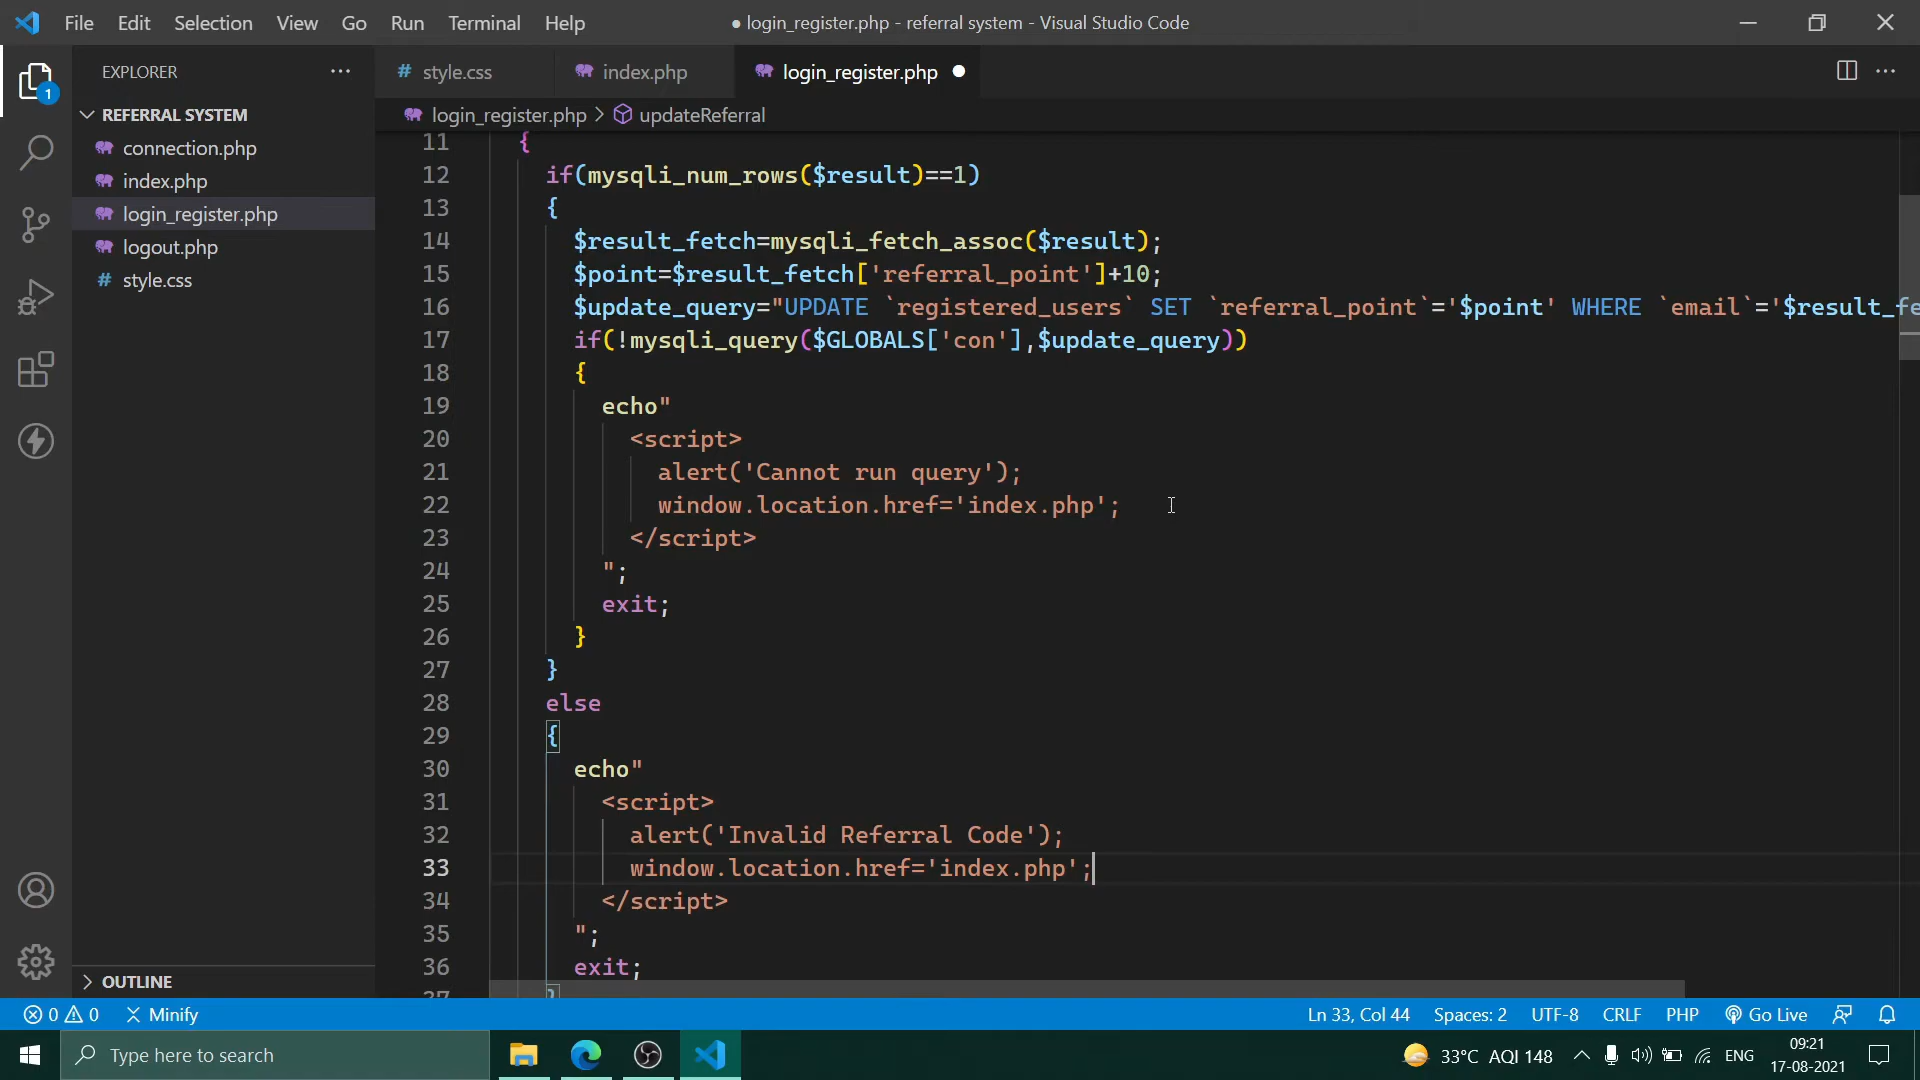 File Edit Selection View Go Run Terminal Help
● login_register.php - referral system - Visual Studio Code
EXPLORER
style.css
index.php
login_register.php
1
REFERRAL SYSTEM
connection.php
index.php
login_register.php
logout.php
style.css
OUTLINE
login_register.php > updateReferral
11 {
12 if(mysqli_num_rows($result)==1)
13 {
14 $result_fetch=mysqli_fetch_assoc($result);
15 $point=$result_fetch['referral_point']+10;
16 $update_query="UPDATE `registered_users` SET `referral_point`='$point' WHERE `email`='$result_fe
17 if(!mysqli_query($GLOBALS['con'],$update_query))
18 {
19 echo"
20 <script>
21 alert('Cannot run query');
22 window.location.href='index.php';
23 </script>
24 ";
25 exit;
26 }
27 }
28 else
29 {
30 echo"
31 <script>
32 alert('Invalid Referral Code');
33 window.location.href='index.php';
34 </script>
35 ";
36 exit;
37 }
0 0 Minify
Ln 33, Col 44 Spaces: 2 UTF-8 CRLF PHP Go Live
Type here to search
33°C AQI 148 ENG
09:21
17-08-2021